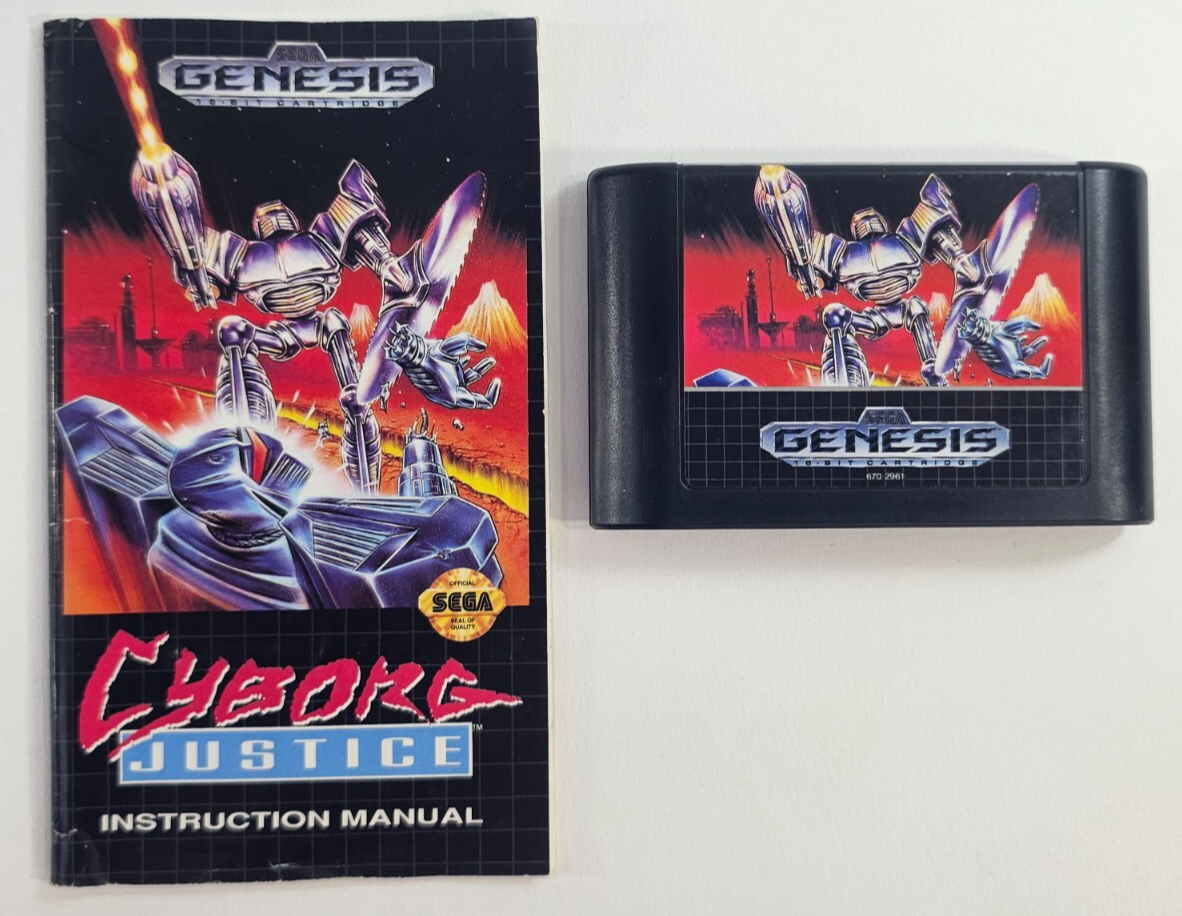 SEGA
GENESIS
16-BIT CARTRIDGE
OFFICIAL
SEGA
SEAL OF
QUALITY
CYBORG
JUSTICE™
INSTRUCTION MANUAL
SEGA
GENESIS
16-BIT CARTRIDGE
670-2961